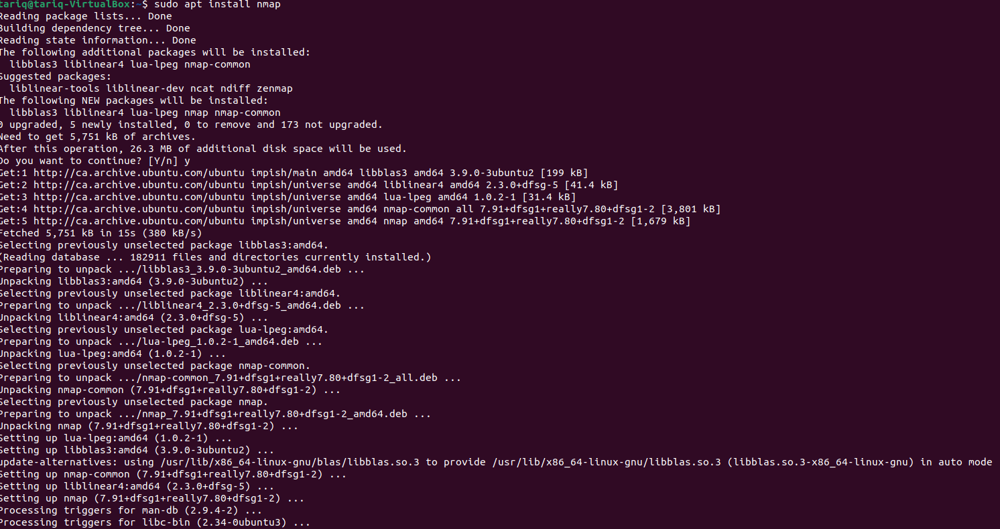 tariq@tariq-VirtualBox:~$ sudo apt install nmap
Reading package lists... Done
Building dependency tree... Done
Reading state information... Done
The following additional packages will be installed:
  libblas3 liblinear4 lua-lpeg nmap-common
Suggested packages:
  liblinear-tools liblinear-dev ncat ndiff zenmap
The following NEW packages will be installed:
  libblas3 liblinear4 lua-lpeg nmap nmap-common
0 upgraded, 5 newly installed, 0 to remove and 173 not upgraded.
Need to get 5,751 kB of archives.
After this operation, 26.3 MB of additional disk space will be used.
Do you want to continue? [Y/n] y
Get:1 http://ca.archive.ubuntu.com/ubuntu impish/main amd64 libblas3 amd64 3.9.0-3ubuntu2 [199 kB]
Get:2 http://ca.archive.ubuntu.com/ubuntu impish/universe amd64 liblinear4 amd64 2.3.0+dfsg-5 [41.4 kB]
Get:3 http://ca.archive.ubuntu.com/ubuntu impish/universe amd64 lua-lpeg amd64 1.0.2-1 [31.4 kB]
Get:4 http://ca.archive.ubuntu.com/ubuntu impish/universe amd64 nmap-common all 7.91+dfsg1+really7.80+dfsg1-2 [3,801 kB]
Get:5 http://ca.archive.ubuntu.com/ubuntu impish/universe amd64 nmap amd64 7.91+dfsg1+really7.80+dfsg1-2 [1,679 kB]
Fetched 5,751 kB in 15s (380 kB/s)
Selecting previously unselected package libblas3:amd64.
(Reading database ... 182911 files and directories currently installed.)
Preparing to unpack .../libblas3_3.9.0-3ubuntu2_amd64.deb ...
Unpacking libblas3:amd64 (3.9.0-3ubuntu2) ...
Selecting previously unselected package liblinear4:amd64.
Preparing to unpack .../liblinear4_2.3.0+dfsg-5_amd64.deb ...
Unpacking liblinear4:amd64 (2.3.0+dfsg-5) ...
Selecting previously unselected package lua-lpeg:amd64.
Preparing to unpack .../lua-lpeg_1.0.2-1_amd64.deb ...
Unpacking lua-lpeg:amd64 (1.0.2-1) ...
Selecting previously unselected package nmap-common.
Preparing to unpack .../nmap-common_7.91+dfsg1+really7.80+dfsg1-2_all.deb ...
Unpacking nmap-common (7.91+dfsg1+really7.80+dfsg1-2) ...
Selecting previously unselected package nmap.
Preparing to unpack .../nmap_7.91+dfsg1+really7.80+dfsg1-2_amd64.deb ...
Unpacking nmap (7.91+dfsg1+really7.80+dfsg1-2) ...
Setting up lua-lpeg:amd64 (1.0.2-1) ...
Setting up libblas3:amd64 (3.9.0-3ubuntu2) ...
update-alternatives: using /usr/lib/x86_64-linux-gnu/blas/libblas.so.3 to provide /usr/lib/x86_64-linux-gnu/libblas.so.3 (libblas.so.3-x86_64-linux-gnu) in auto mode
Setting up nmap-common (7.91+dfsg1+really7.80+dfsg1-2) ...
Setting up liblinear4:amd64 (2.3.0+dfsg-5) ...
Setting up nmap (7.91+dfsg1+really7.80+dfsg1-2) ...
Processing triggers for man-db (2.9.4-2) ...
Processing triggers for libc-bin (2.34-0ubuntu3) ...